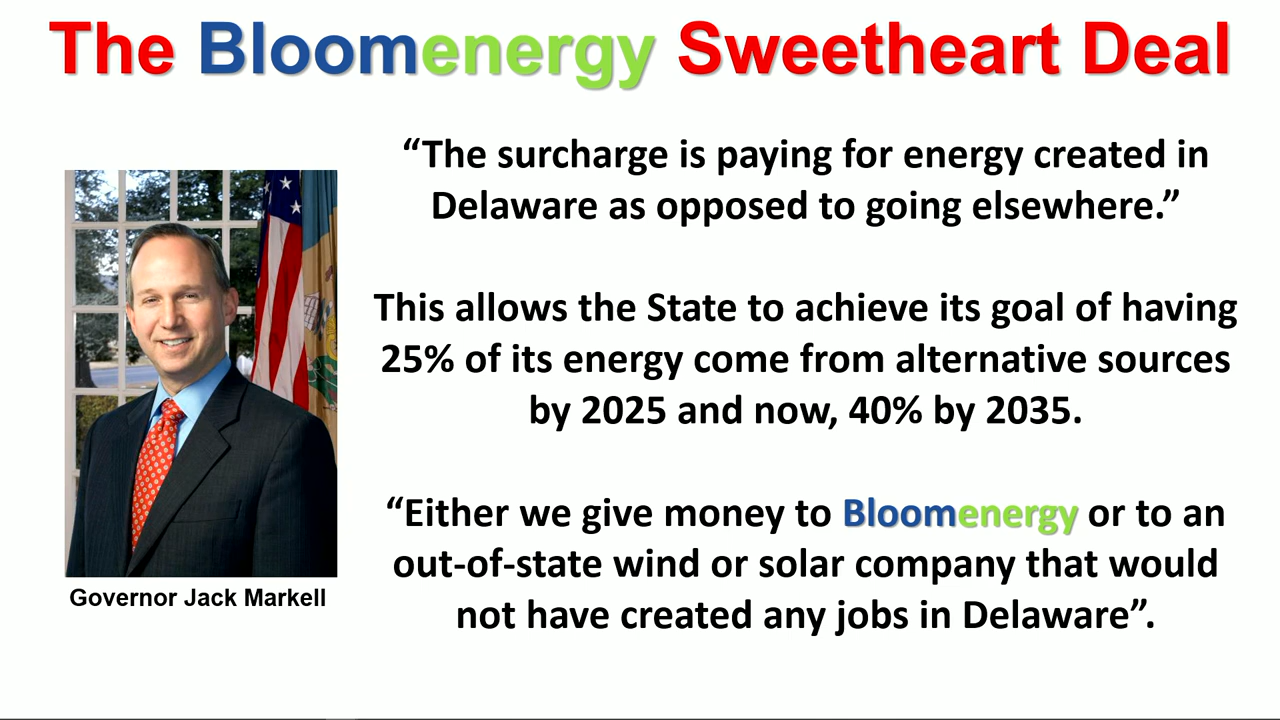 The Bloomenergy Sweetheart Deal
“The surcharge is paying for energy created in
Delaware as opposed to going elsewhere.”
This allows the State to achieve its goal of having
25% of its energy come from alternative sources
by 2025 and now, 40% by 2035.
“Either we give money to Bloomenergy or to an
out-of-state wind or solar company that would
not have created any jobs in Delaware”.
Governor Jack Markell